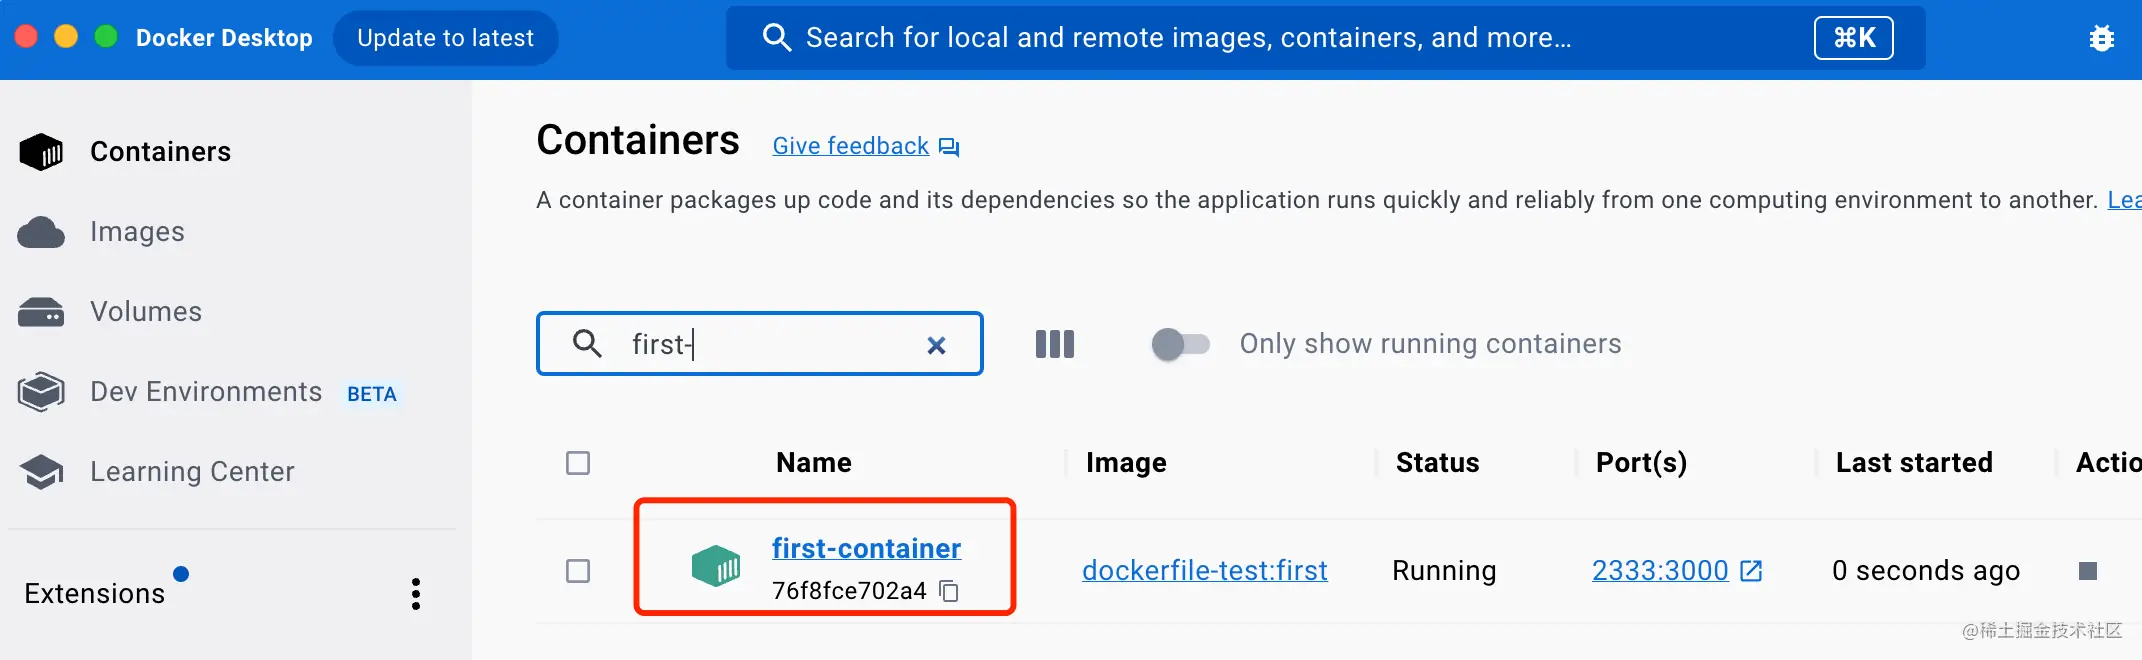 Docker Desktop Update to latest Search for local and remote images, containers, and more... ⌘K
Containers
Images
Volumes
Dev Environments BETA
Learning Center
Extensions
Containers Give feedback
A container packages up code and its dependencies so the application runs quickly and reliably from one computing environment to another. Lea
first-
Only show running containers
Name Image Status Port(s) Last started Actio
first-container dockerfile-test:first Running 2333:3000 0 seconds ago
76f8fce702a4
@稀土掘金技术社区